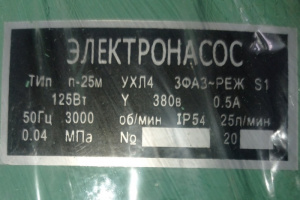 ЭЛЕКТРОНАСОС
ТИп п-25м УХЛ4 3ФАЗ-РЕЖ S1
125Вт Y 380в 0.5А
50Гц 3000 об/мин IP54 25л/мин
0.04 МПа No 20